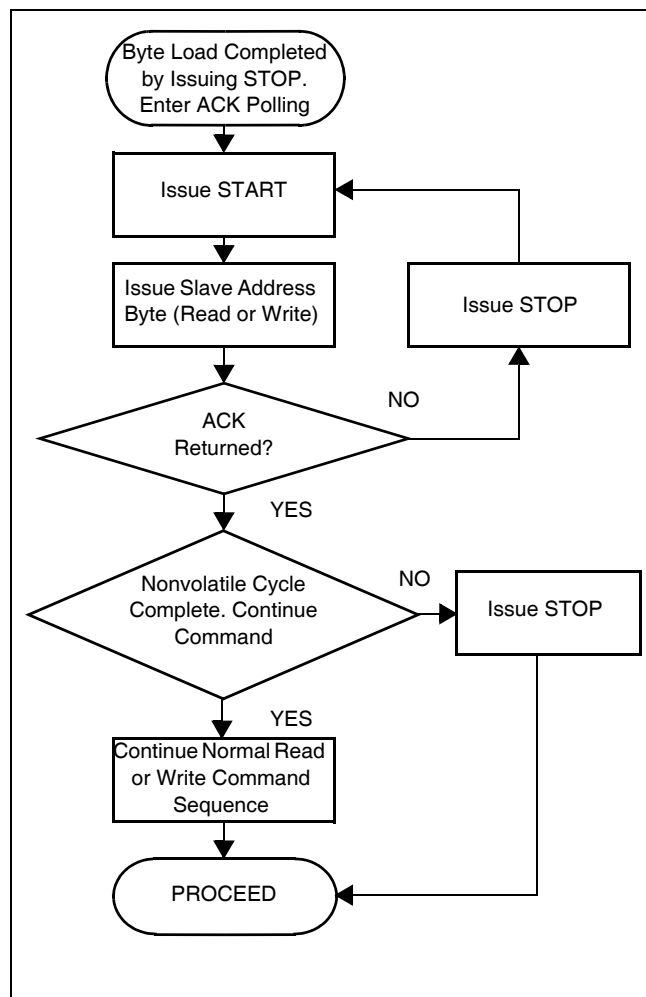 Byte Load Completed
by Issuing STOP.
Enter ACK Polling
Issue START
Issue Slave Address
Byte (Read or Write)
Issue STOP
ACK
Returned?
NO
YES
Nonvolatile Cycle
Complete. Continue
Command
NO
Issue STOP
YES
Continue Normal Read
or Write Command
Sequence
PROCEED